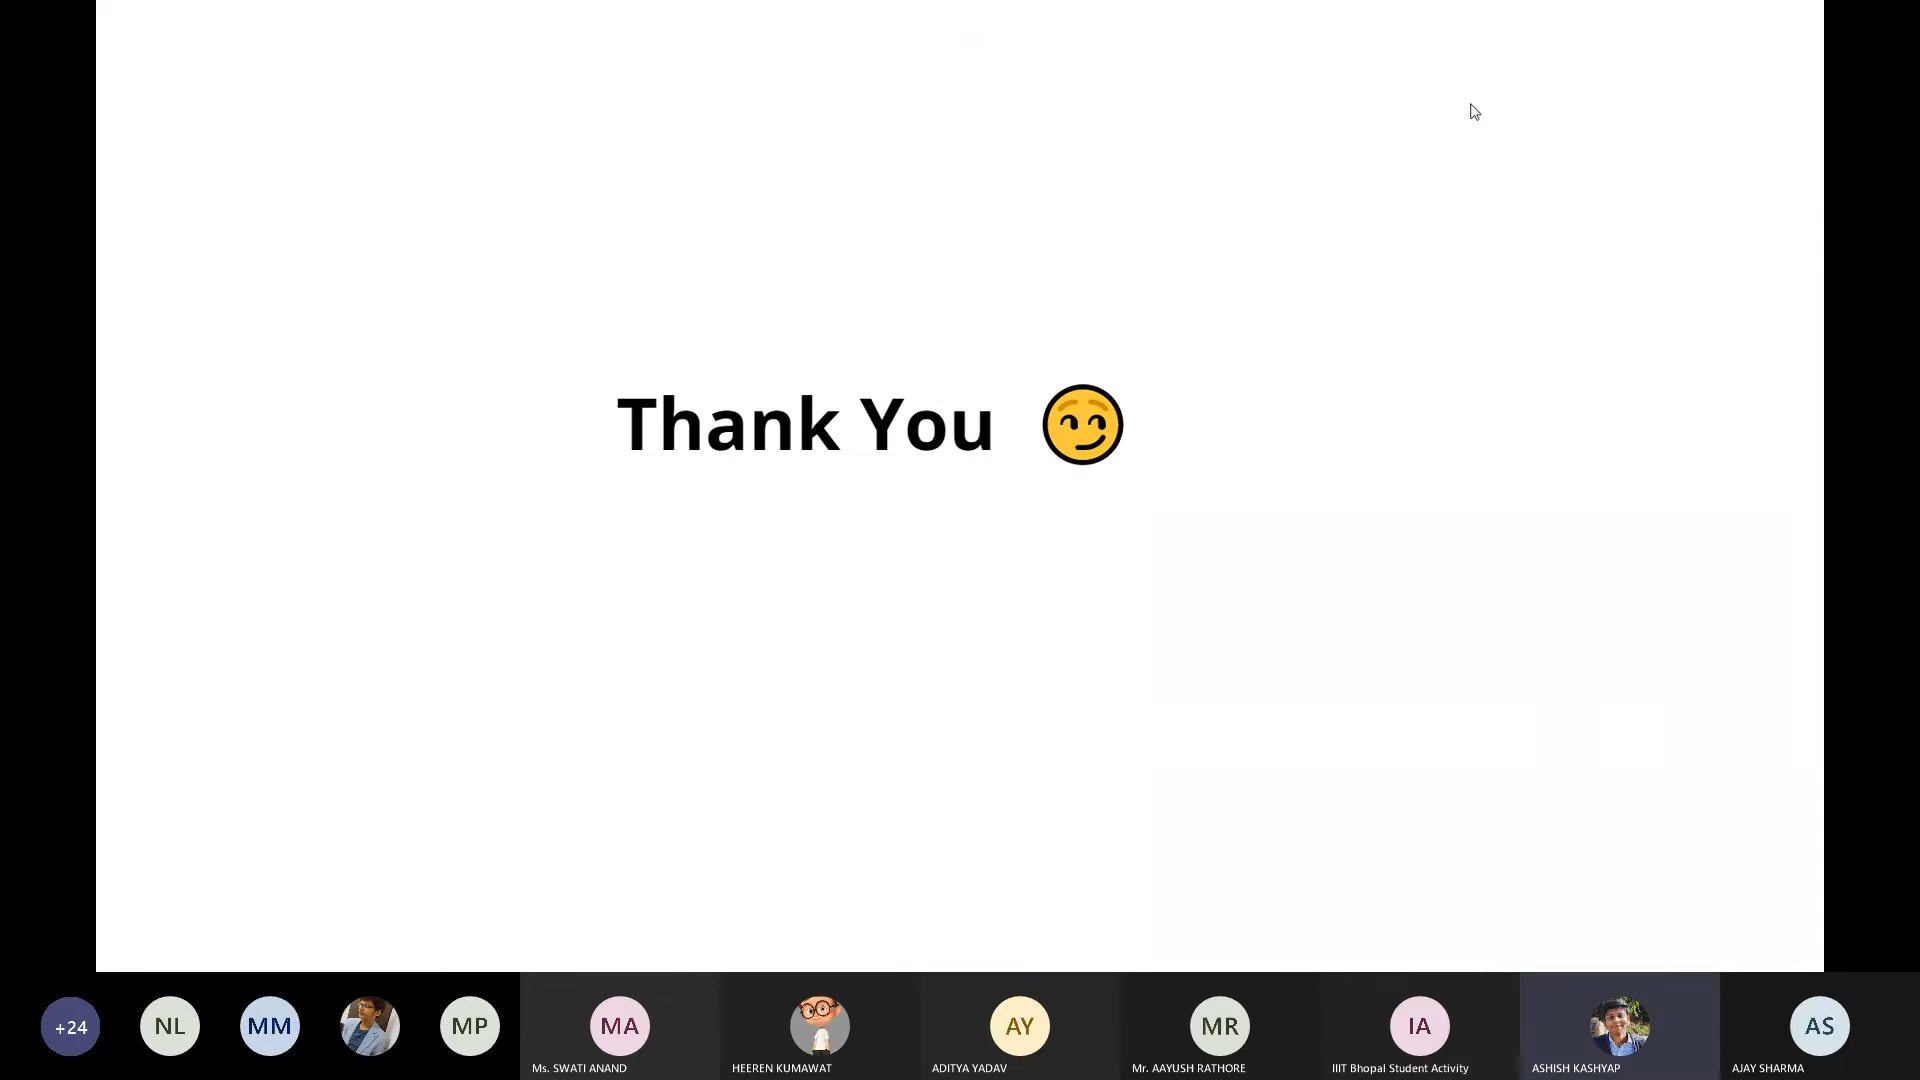 Thank You 😏
+24
NL
MM
MP
MA
AY
MR
IA
AS
Ms. SWATI ANAND
HEEREN KUMAWAT
ADITYA YADAV
Mr. AAYUSH RATHORE
IIIT Bhopal Student Activity
ASHISH KASHYAP
AJAY SHARMA